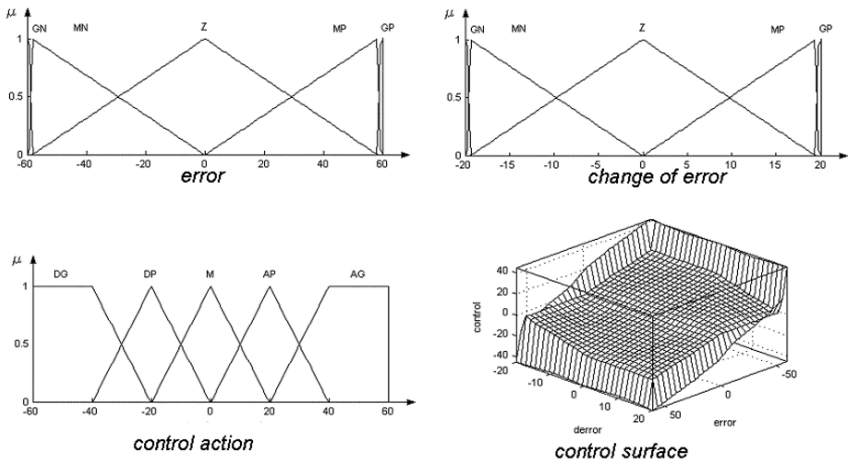 μ GN MN Z MP GP
1
0.5
0
-60 -40 -20 0 20 40 60
error
μ GN MN Z MP GP
1
0.5
0
-20 -15 -10 -5 0 5 10 15 20
change of error
μ DG DP M AP AG
1
0.5
0
-60 -40 -20 0 20 40 60
control action
control
40
20
0
-20
-40
-20 -10 0 10 20
derror
50 0 -50
error
control surface